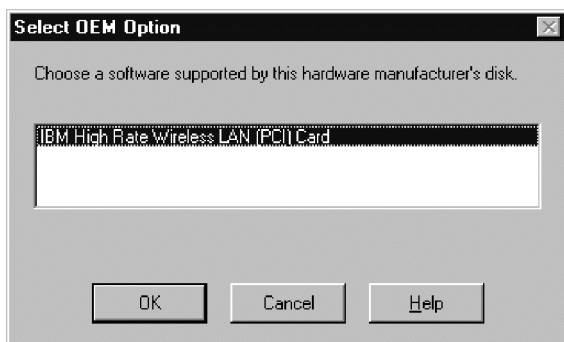 Select OEM Option
Choose a software supported by this hardware manufacturer's disk.
IBM High Rate Wireless LAN (PCI) Card
OK
Cancel
Help